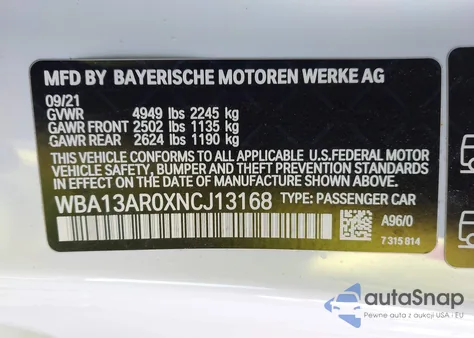 MFD BY BAYERISCHE MOTOREN WERKE AG
09/21
GVWR 4949 lbs 2245 kg
GAWR FRONT 2502 lbs 1135 kg
GAWR REAR 2624 lbs 1190 kg
THIS VEHICLE CONFORMS TO ALL APPLICABLE U.S. FEDERAL MOTOR
VEHICLE SAFETY, BUMPER AND THEFT PREVENTION STANDARDS
IN EFFECT ON THE DATE OF MANUFACTURE SHOWN ABOVE.
WBA13AR0XNCJ13168 TYPE: PASSENGER CAR
A96/0
7 315 814
autoSnap
Pewne auta z aukcji USA i EU